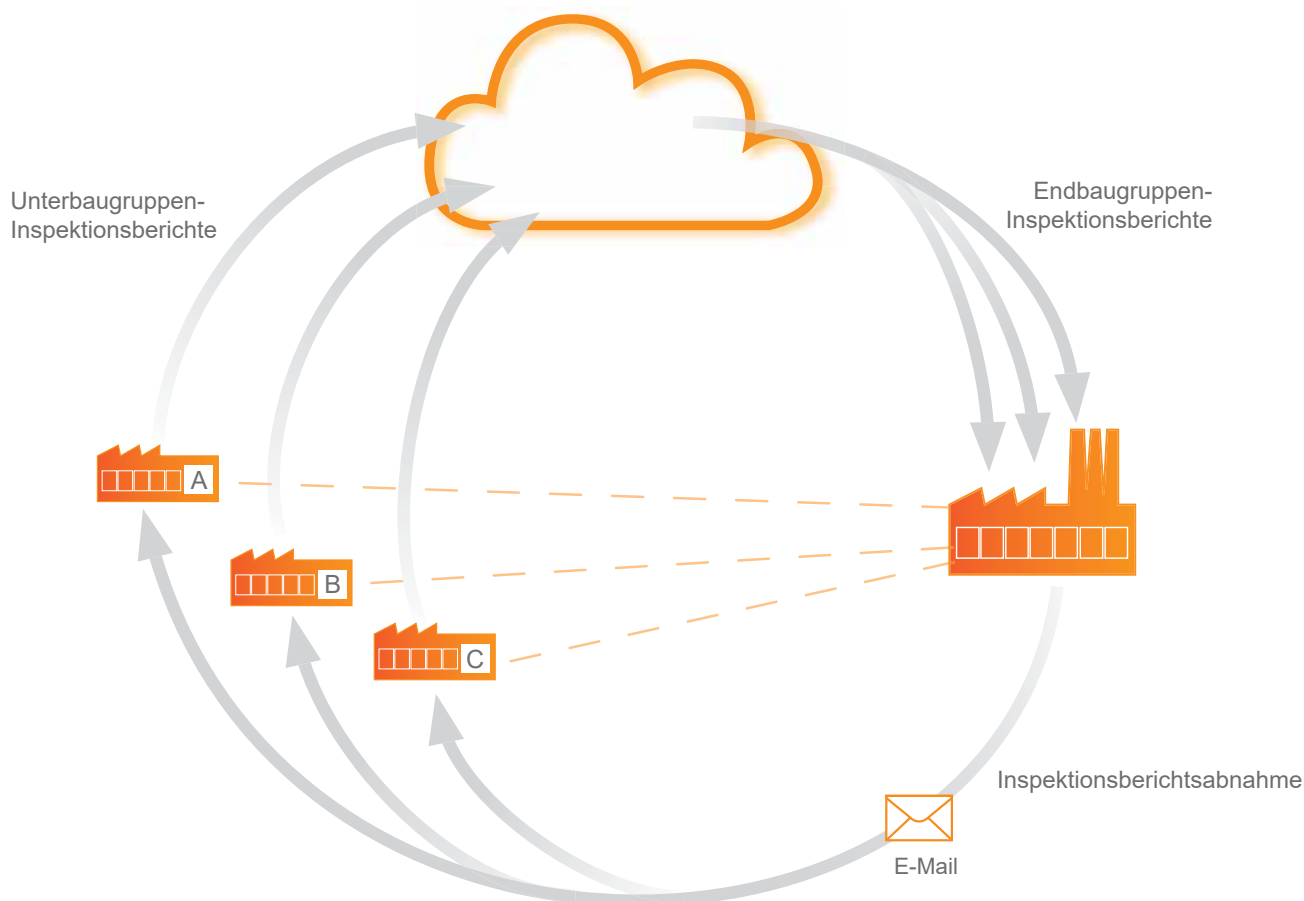 Unterbaugruppen-
Inspektionsberichte
Endbaugruppen-
Inspektionsberichte
A
B
C
Inspektionsberichtsabnahme
E-Mail